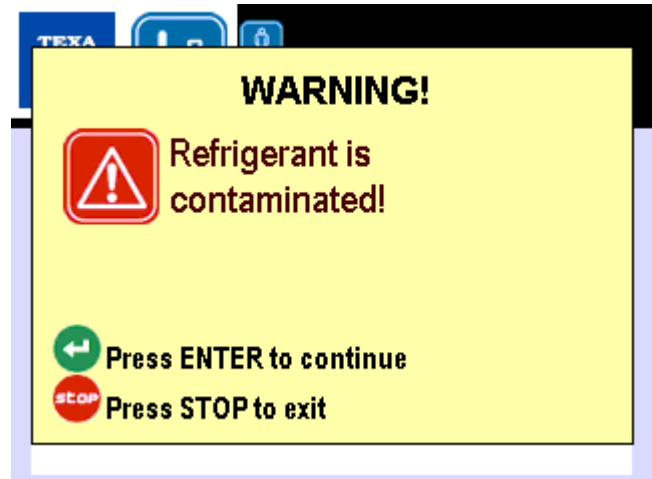 TEXA
WARNING!
Refrigerant is
contaminated!
Press ENTER to continue
stop
Press STOP to exit